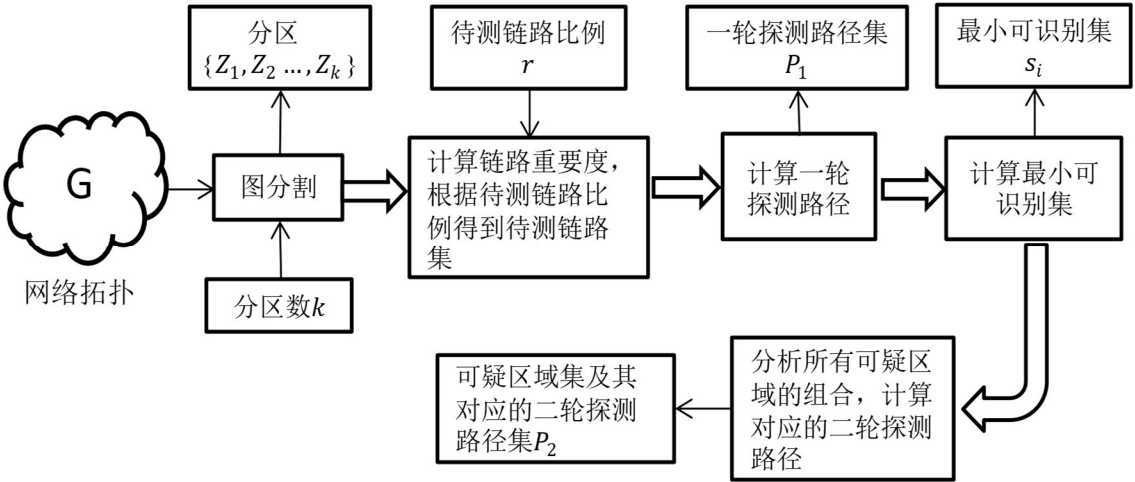 分区
{Z₁, Z₂ …, Zₖ}
待测链路比例
r
一轮探测路径集
P₁
最小可识别集
sᵢ
G
网络拓扑
图分割
分区数k
计算链路重要度，
根据待测链路比
例得到待测链路
集
计算一轮
探测路径
计算最小可
识别集
分析所有可疑区
域的组合，计算
对应的二轮探测
路径
可疑区域集及其
对应的二轮探测
路径集P₂